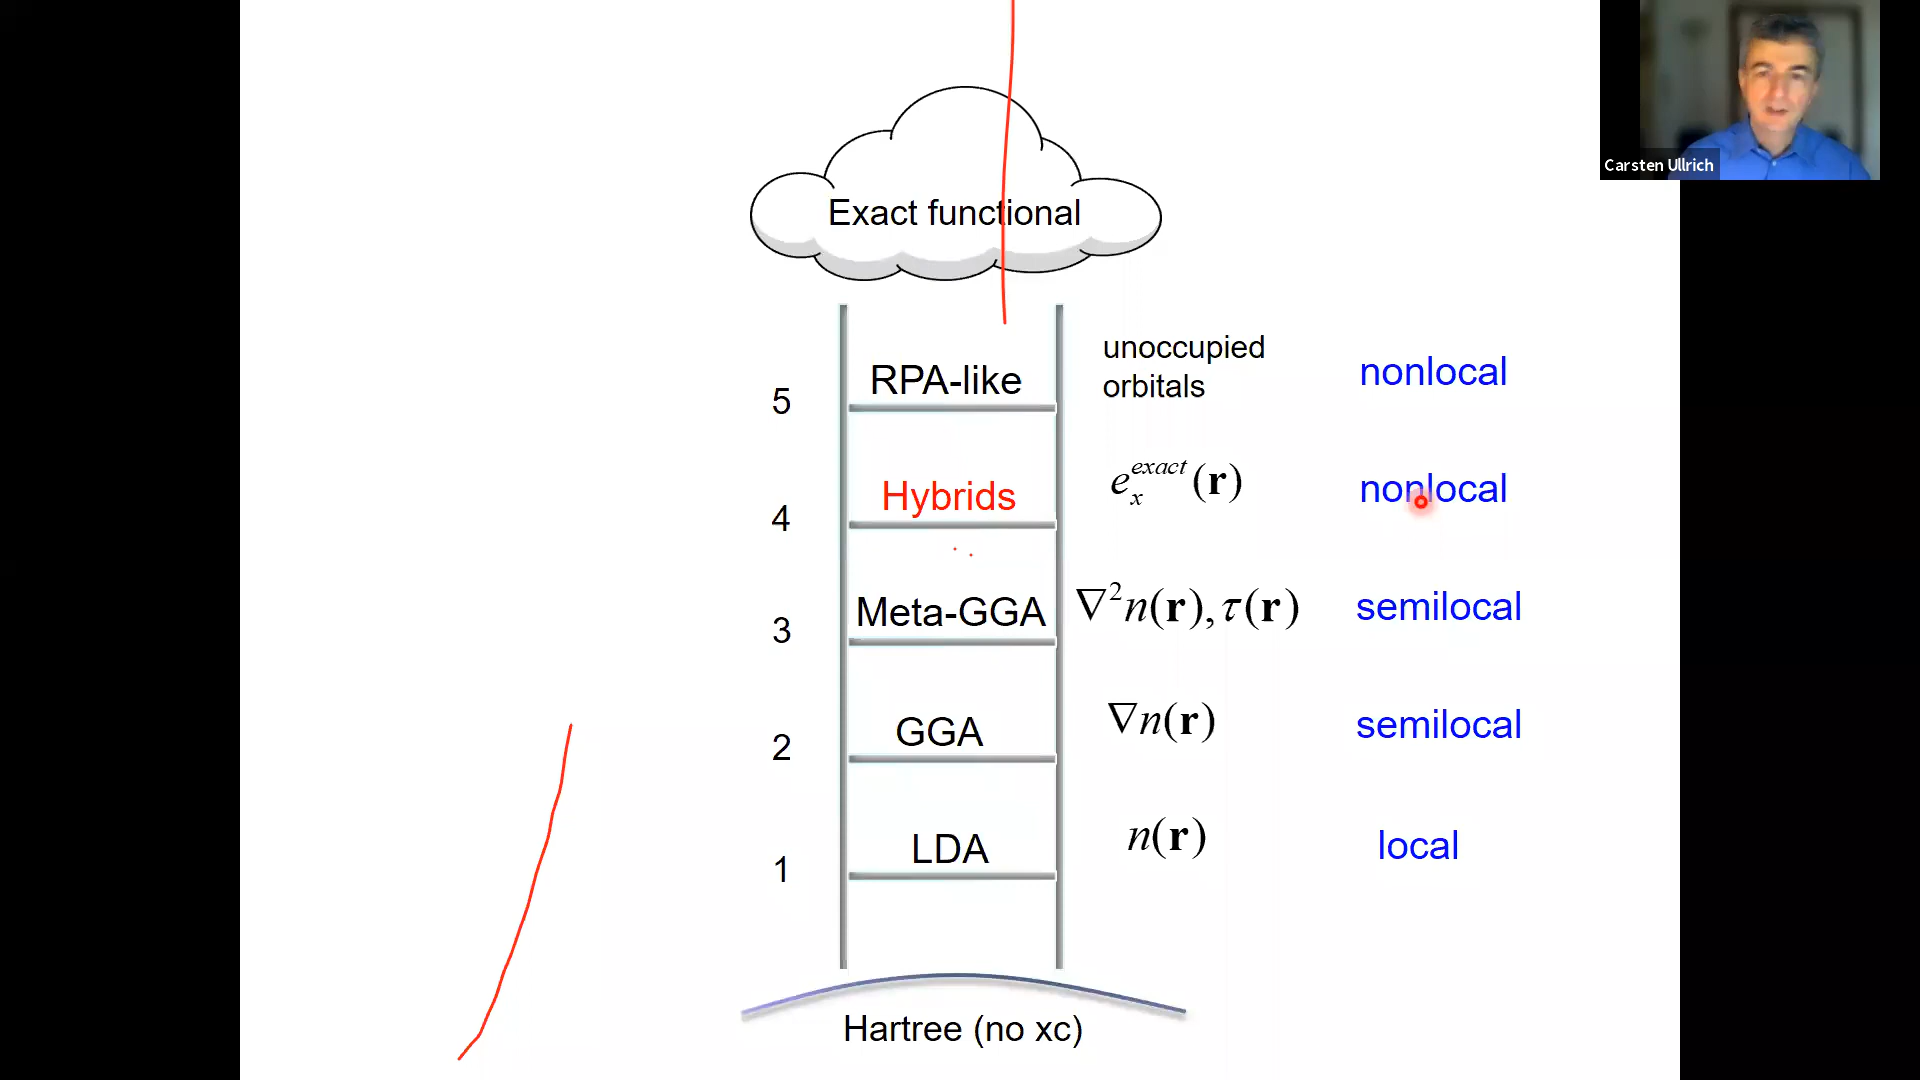 Carsten Ullrich
Exact functional
5 RPA-like unoccupied orbitals nonlocal
4 Hybrids e_x^{exact}(r) nonlocal
3 Meta-GGA ∇²n(r), τ(r) semilocal
2 GGA ∇n(r) semilocal
1 LDA n(r) local
Hartree (no xc)